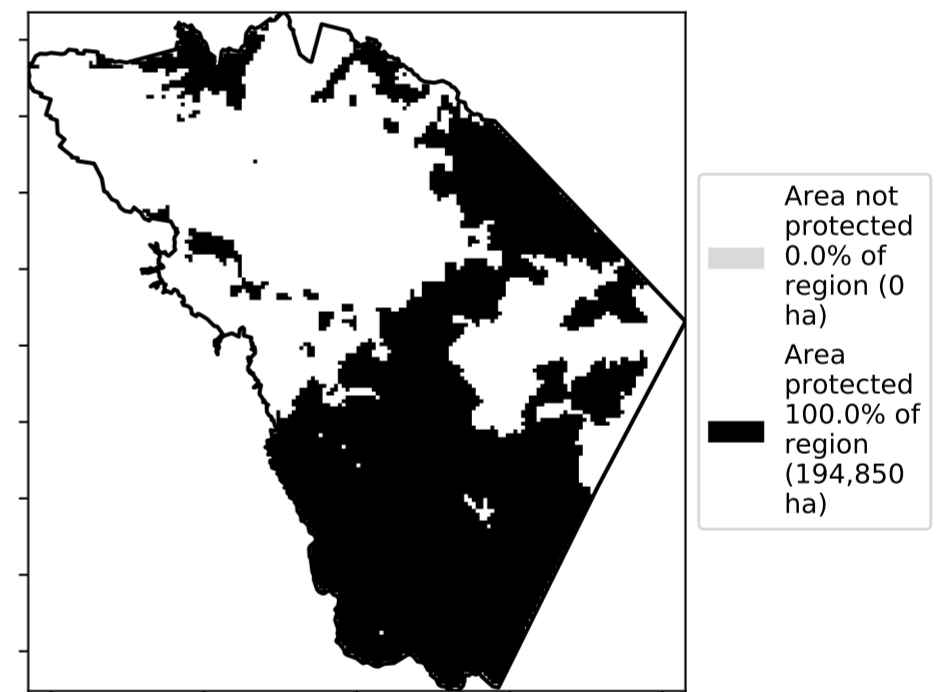 Area not
protected
0.0% of
region (0
ha)
Area
protected
100.0% of
region
(194,850
ha)